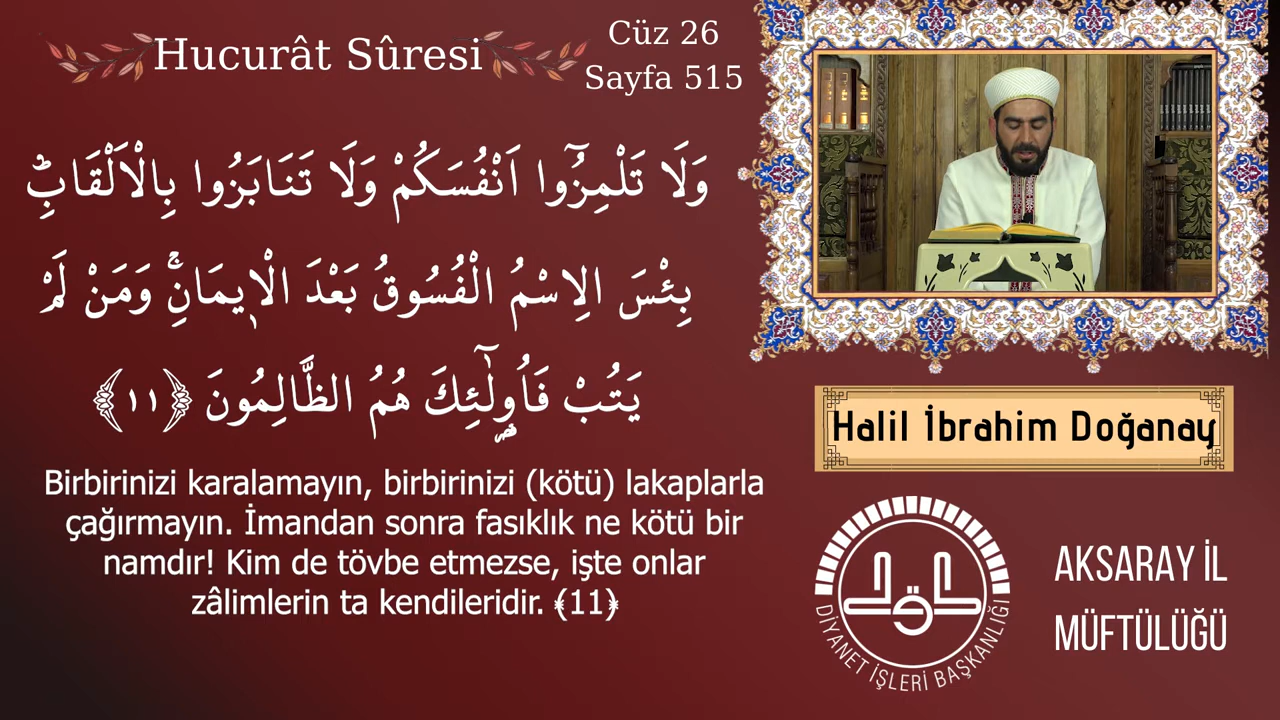 Hucurât Sûresi
Cüz 26
Sayfa 515
وَلَا تَلْمِزُٓوا اَنْفُسَكُمْ وَلَا تَنَابَزُوا بِالْاَلْقَابِۜ
بِئْسَ الِاسْمُ الْفُسُوقُ بَعْدَ الْا۪يمَانِۚ وَمَنْ لَمْ
يَتُبْ فَاُو۬لٰٓئِكَ هُمُ الظَّالِمُونَ ﴿١١﴾
Birbirinizi karalamayın, birbirinizi (kötü) lakaplarla
çağırmayın. İmandan sonra fasıklık ne kötü bir
namdır! Kim de tövbe etmezse, işte onlar
zâlimlerin ta kendileridir. ﴾11﴿
Halil İbrahim Doğanay
DİYANET İŞLERİ BAŞKANLIĞI
AKSARAY İL
MÜFTÜLÜĞÜ